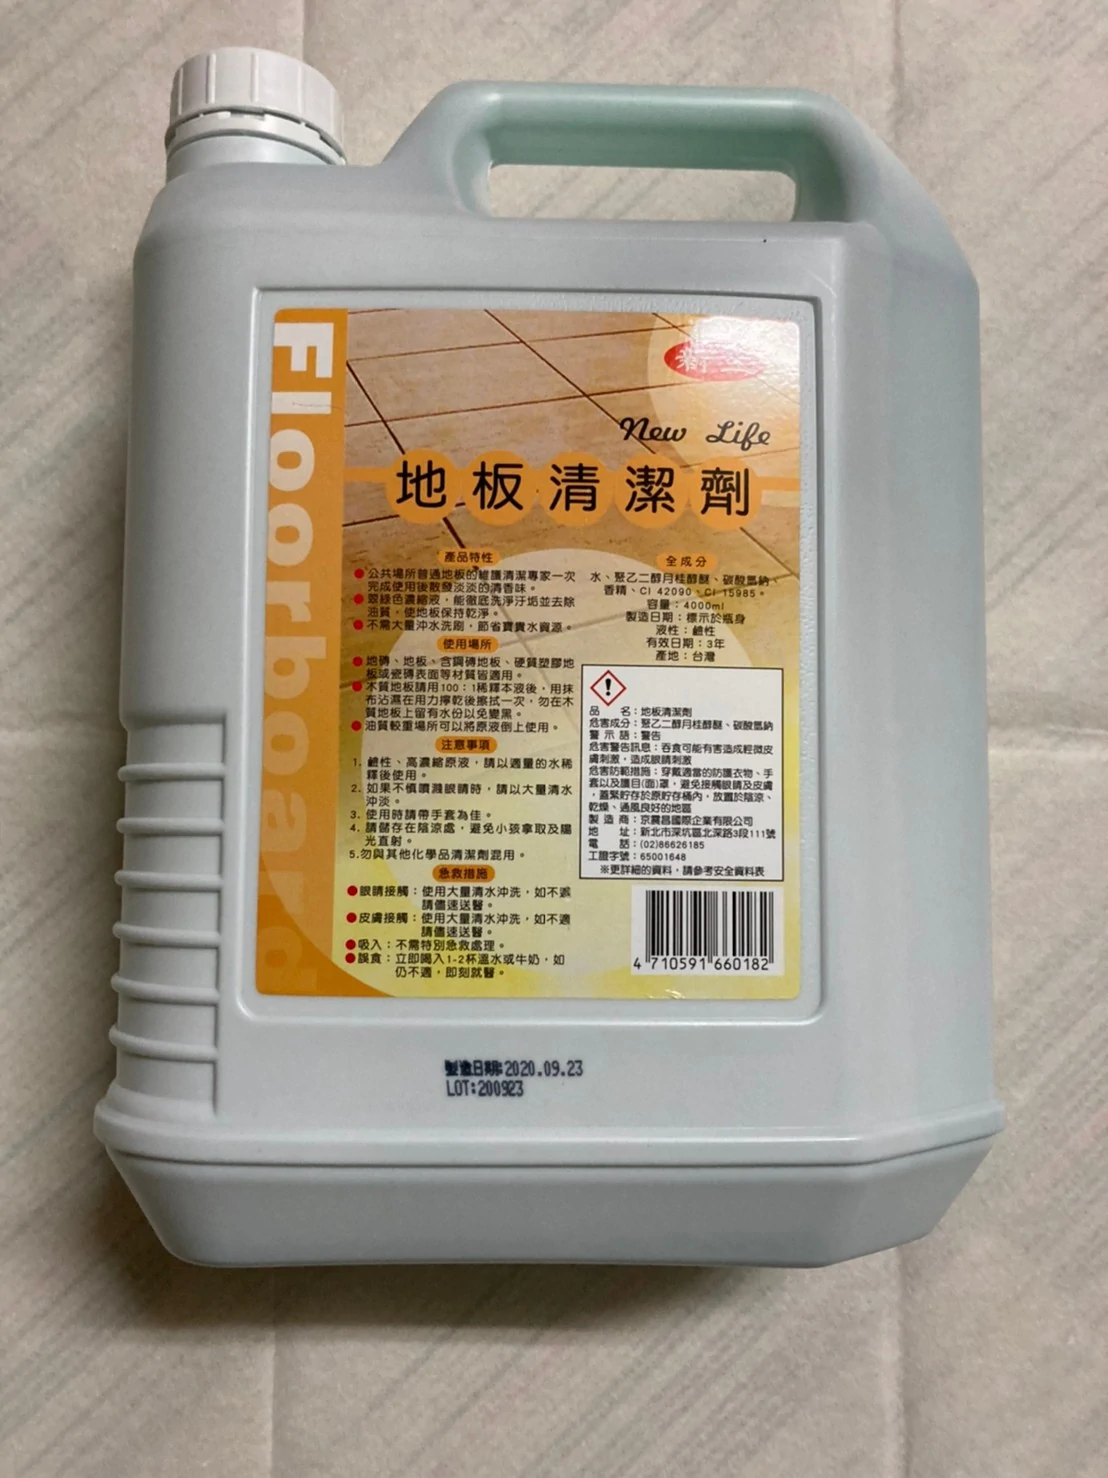 Floorboard
New Life
地板清潔劑
產品特性
●公共場所普通地板的維護清潔專家一次
完成使用後散發淡淡的清香味。
●翠綠色濃縮液，能徹底洗淨汙垢並去除
油質，使地板保持乾淨。
●不需大量沖水洗刷，節省寶貴水資源。
使用場所
●地磚、地板、含鋼磚地板、硬質塑膠地
板或瓷磚表面等材質皆適用。
●木質地板請用100：1稀釋本液後，用抹
布沾濕在用力擰乾後擦拭一次，勿在木
質地板上留有水份以免變黑。
●油質較重場所可以將原液倒上使用。
注意事項
1. 鹼性、高濃縮原液，請以適量的水稀
釋後使用。
2. 如果不慎噴濺眼睛時，請以大量清水
沖淡。
3. 使用時請帶手套為佳。
4. 請儲存在陰涼處，避免小孩拿取及陽
光直射。
5.勿與其他化學品清潔劑混用。
急救措施
●眼睛接觸：使用大量清水沖洗，如不適
請儘速送醫。
●皮膚接觸：使用大量清水沖洗，如不適
請儘速送醫。
●吸入：不需特別急救處理。
●誤食：立即喝入1-2杯溫水或牛奶，如
仍不適，即刻就醫。
全成分
水、聚乙二醇月桂醇醚、碳酸氫鈉、
香精、CI 42090、CI 15985。
容量：4000ml
製造日期：標示於瓶身
液性：鹼性
有效日期：3年
產地：台灣
品　名：地板清潔劑
危害成分：聚乙二醇月桂醇醚、碳酸氫鈉
警 示 語：警告
危害警告訊息：吞食可能有害造成輕微皮
膚刺激，造成眼睛刺激
危害防範措施：穿戴適當的防護衣物、手
套以及護目(面)罩，避免接觸眼睛及皮膚
，蓋緊貯存於原貯存桶內，放置於陰涼、
乾燥、通風良好的地區
製 造 商：京農昌國際企業有限公司
地　址：新北市深坑區北深路3段111號
電　話：(02)86626185
工證字號：65001648
※更詳細的資料，請參考安全資料表
4 710591 660182
製造日期:2020.09.23
LOT:200923